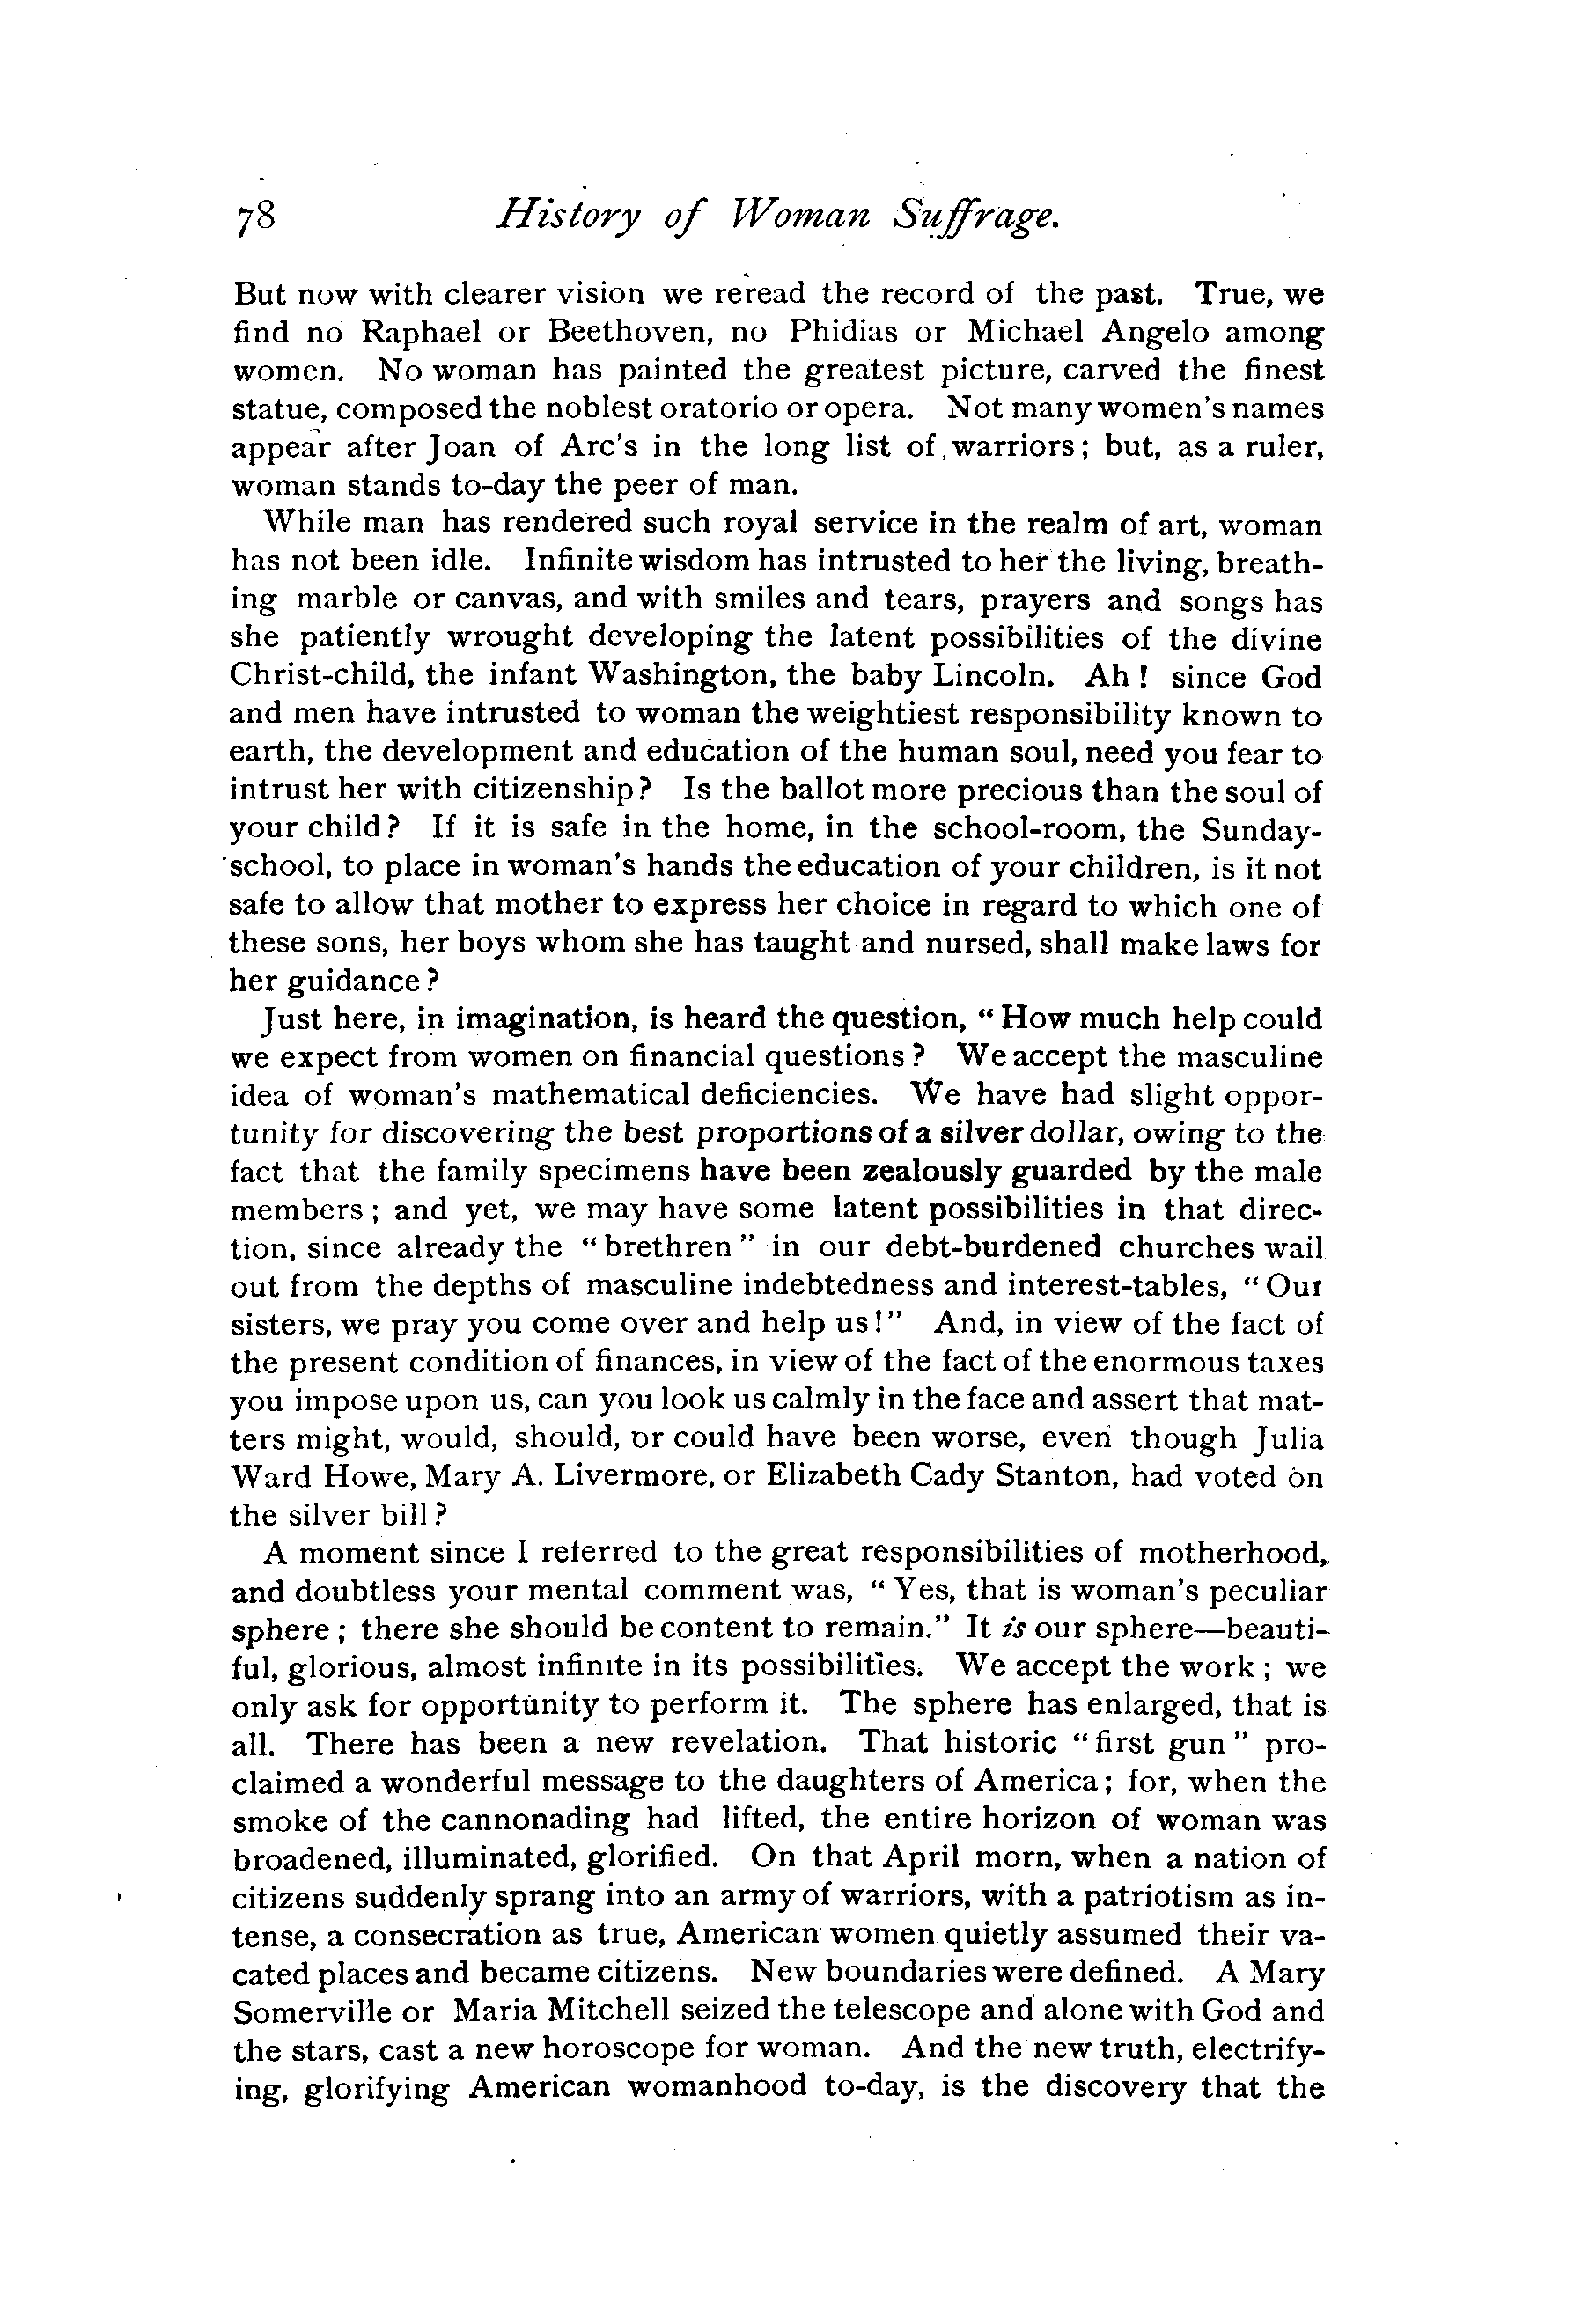 78 History of Woman Suffrage.
But now with clearer vision we reread the record of the past. True, we
find no Raphael or Beethoven, no Phidias or Michael Angelo among
women. No woman has painted the greatest picture, carved the finest
statue, composed the noblest oratorio or opera. Not many women's names
appear after Joan of Arc's in the long list of warriors; but, as a ruler,
woman stands to-day the peer of man.
While man has rendered such royal service in the realm of art, woman
has not been idle. Infinite wisdom has intrusted to her the living, breath-
ing marble or canvas, and with smiles and tears, prayers and songs has
she patiently wrought developing the latent possibilities of the divine
Christ-child, the infant Washington, the baby Lincoln. Ah! since God
and men have intrusted to woman the weightiest responsibility known to
earth, the development and education of the human soul, need you fear to
intrust her with citizenship? Is the ballot more precious than the soul of
your child? If it is safe in the home, in the school-room, the Sunday-
school, to place in woman's hands the education of your children, is it not
safe to allow that mother to express her choice in regard to which one of
these sons, her boys whom she has taught and nursed, shall make laws for
her guidance?
Just here, in imagination, is heard the question, "How much help could
we expect from women on financial questions? We accept the masculine
idea of woman's mathematical deficiencies. We have had slight oppor-
tunity for discovering the best proportions of a silver dollar, owing to the
fact that the family specimens have been zealously guarded by the male
members; and yet, we may have some latent possibilities in that direc-
tion, since already the "brethren" in our debt-burdened churches wail
out from the depths of masculine indebtedness and interest-tables, "Our
sisters, we pray you come over and help us!" And, in view of the fact of
the present condition of finances, in view of the fact of the enormous taxes
you impose upon us, can you look us calmly in the face and assert that mat-
ters might, would, should, or could have been worse, even though Julia
Ward Howe, Mary A. Livermore, or Elizabeth Cady Stanton, had voted on
the silver bill?
A moment since I referred to the great responsibilities of motherhood,
and doubtless your mental comment was, "Yes, that is woman's peculiar
sphere; there she should be content to remain." It is our sphere—beauti-
ful, glorious, almost infinite in its possibilities. We accept the work; we
only ask for opportunity to perform it. The sphere has enlarged, that is
all. There has been a new revelation. That historic "first gun" pro-
claimed a wonderful message to the daughters of America; for, when the
smoke of the cannonading had lifted, the entire horizon of woman was
broadened, illuminated, glorified. On that April morn, when a nation of
citizens suddenly sprang into an army of warriors, with a patriotism as in-
tense, a consecration as true, American women quietly assumed their va-
cated places and became citizens. New boundaries were defined. A Mary
Somerville or Maria Mitchell seized the telescope and alone with God and
the stars, cast a new horoscope for woman. And the new truth, electrify-
ing, glorifying American womanhood to-day, is the discovery that the